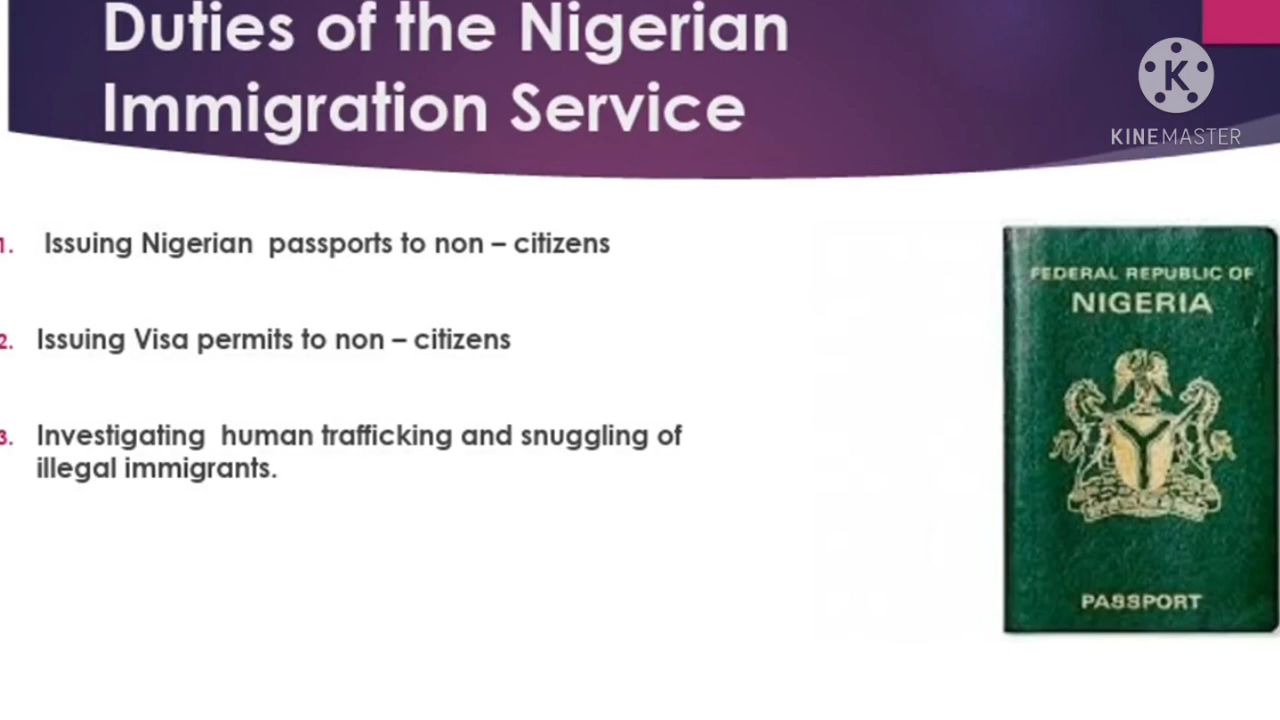 Duties of the Nigerian
Immigration Service
KINEMASTER
1. Issuing Nigerian passports to non – citizens
2. Issuing Visa permits to non – citizens
3. Investigating human trafficking and snuggling of
illegal immigrants.
FEDERAL REPUBLIC OF
NIGERIA
PASSPORT